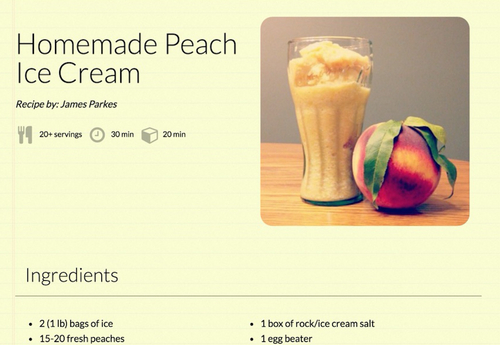 Homemade Peach
Ice Cream
Recipe by: James Parkes
20+ servings 30 min 20 min
Ingredients
• 2 (1 lb) bags of ice
• 15-20 fresh peaches
• 1 box of rock/ice cream salt
• 1 egg beater